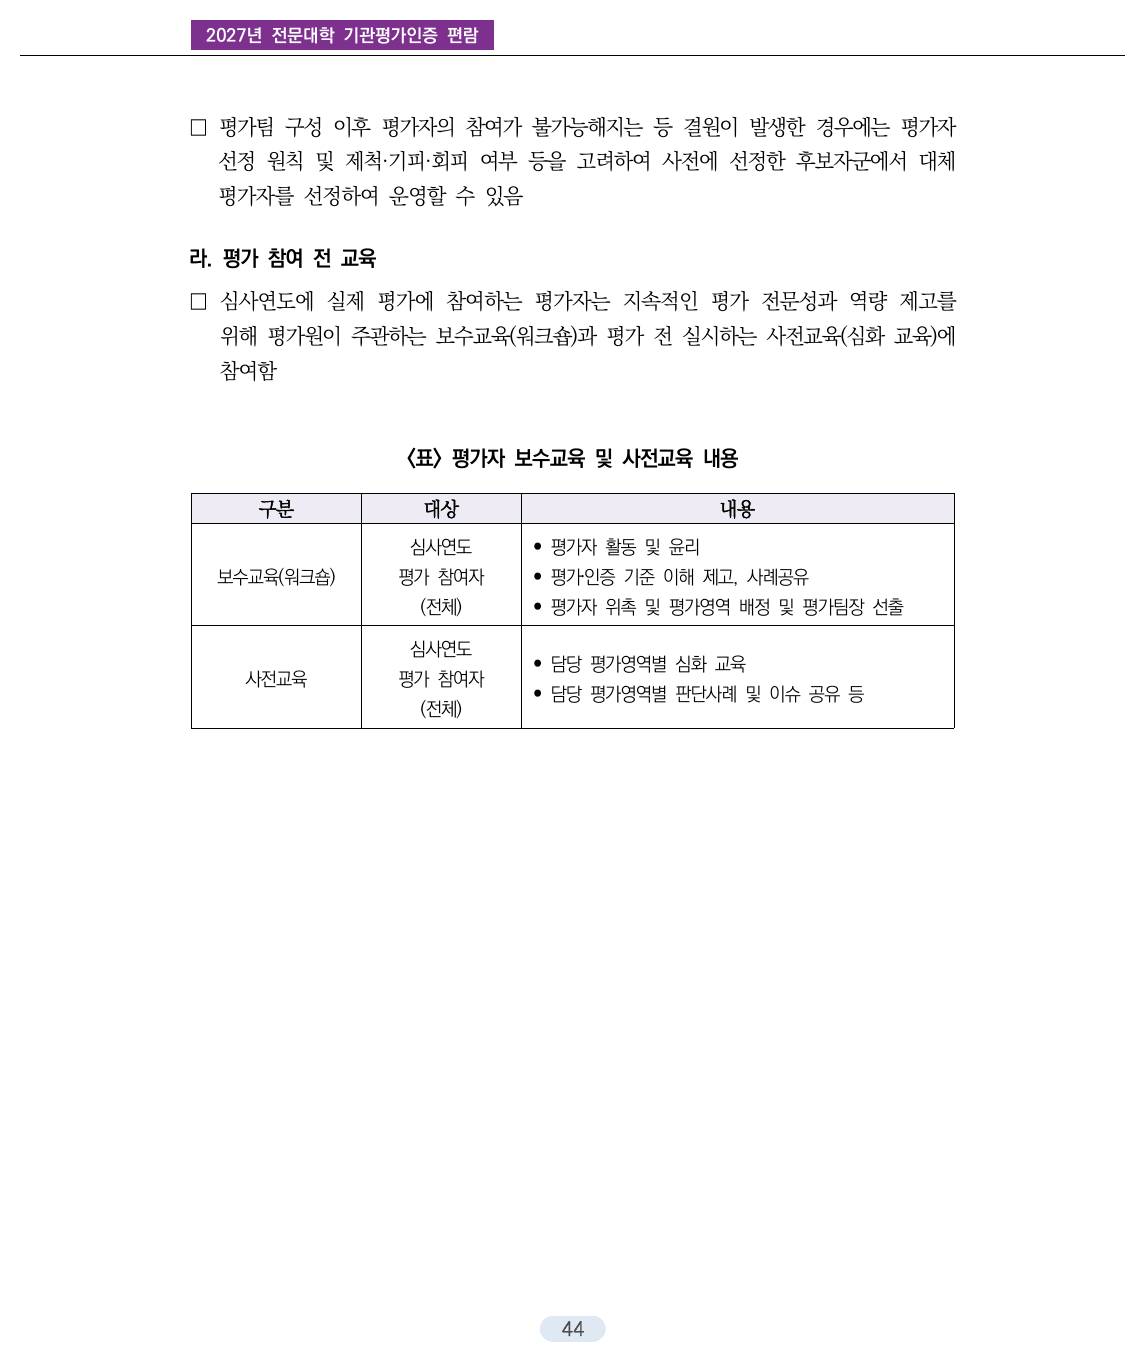 2027년 전문대학 기관평가인증 편람
□ 평가팀 구성 이후 평가자의 참여가 불가능해지는 등 결원이 발생한 경우에는 평가자
선정 원칙 및 제척·기피·회피 여부 등을 고려하여 사전에 선정한 후보자군에서 대체
평가자를 선정하여 운영할 수 있음
라. 평가 참여 전 교육
□ 심사연도에 실제 평가에 참여하는 평가자는 지속적인 평가 전문성과 역량 제고를
위해 평가원이 주관하는 보수교육(워크숍)과 평가 전 실시하는 사전교육(심화 교육)에
참여함
<표> 평가자 보수교육 및 사전교육 내용
구분 대상 내용
보수교육(워크숍)
심사연도
평가 참여자
(전체)
• 평가자 활동 및 윤리
• 평가·인증 기준 이해 제고, 사례공유
• 평가자 위촉 및 평가영역 배정 및 평가팀장 선출
사전교육
심사연도
평가 참여자
(전체)
• 담당 평가영역별 심화 교육
• 담당 평가영역별 판단사례 및 이슈 공유 등
44